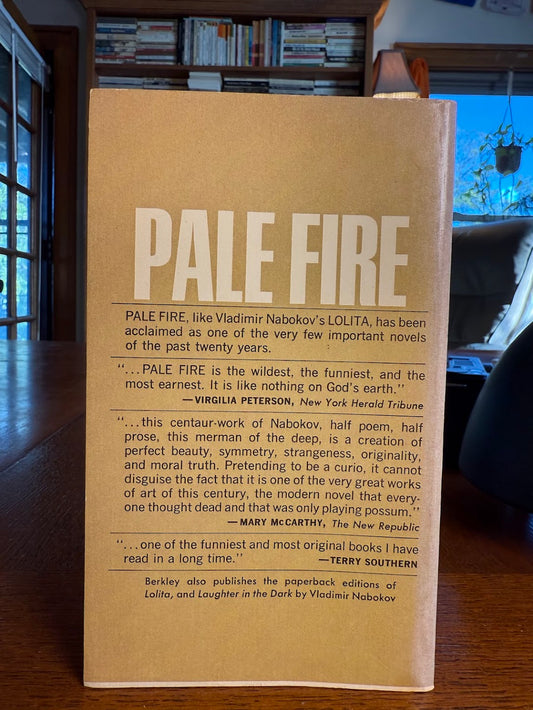 PALE FIRE
PALE FIRE, like Vladimir Nabokov's LOLITA, has been
acclaimed as one of the very few important novels
of the past twenty years.
"...PALE FIRE is the wildest, the funniest, and the
most earnest. It is like nothing on God's earth."
—VIRGILIA PETERSON, New York Herald Tribune
"...this centaur-work of Nabokov, half poem, half
prose, this merman of the deep, is a creation of
perfect beauty, symmetry, strangeness, originality,
and moral truth. Pretending to be a curio, it cannot
disguise the fact that it is one of the very great works
of art of this century, the modern novel that every-
one thought dead and that was only playing possum."
—MARY McCARTHY, The New Republic
"...one of the funniest and most original books I have
read in a long time." —TERRY SOUTHERN
Berkley also publishes the paperback editions of
Lolita, and Laughter in the Dark by Vladimir Nabokov